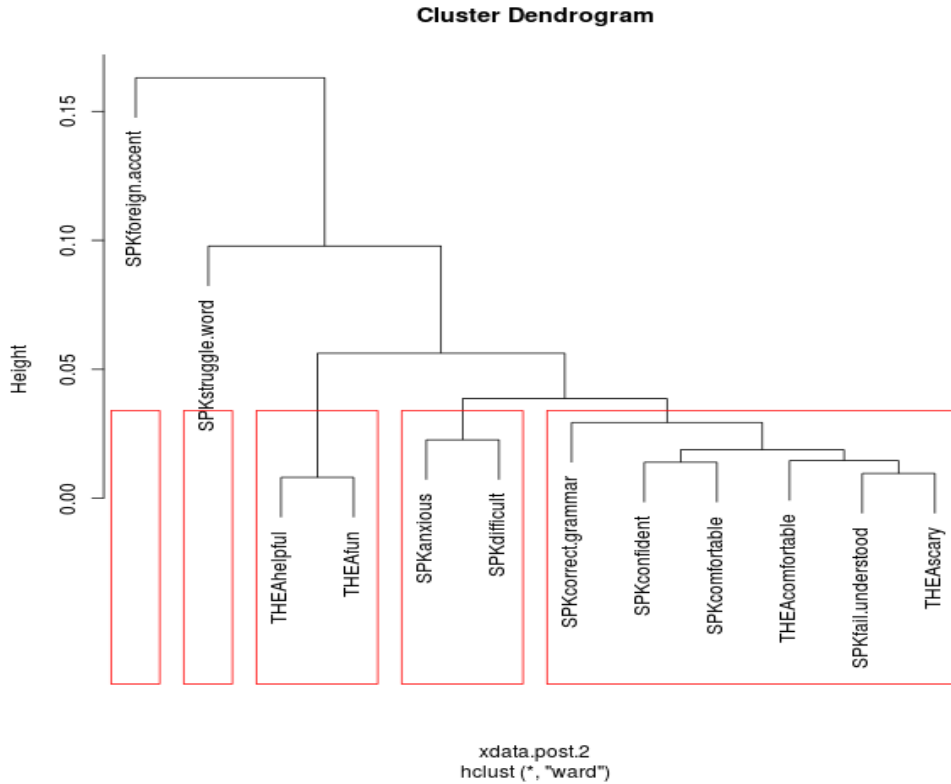 Cluster Dendrogram
Height
0.15
0.10
0.05
0.00
SPKforeign.accent
SPKstruggle.word
THEAhelpful
THEAfun
SPKanxious
SPKdifficult
SPKcorrect.grammar
SPKconfident
SPKcomfortable
THEAcomfortable
SPKfail.understood
THEAscary
xdata.post.2
hclust (*, "ward")